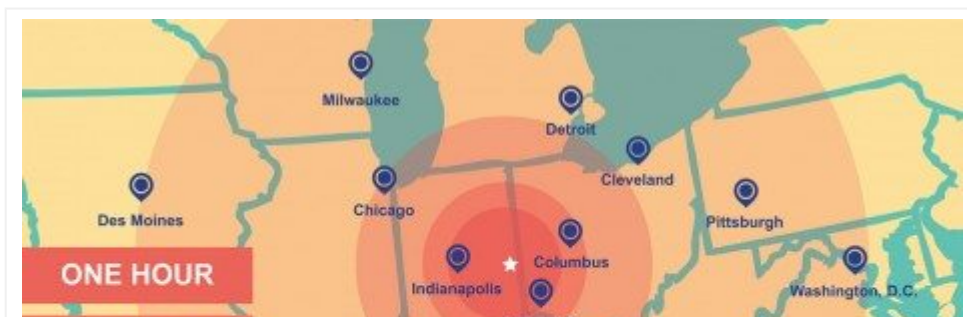 Milwaukee
Detroit
Cleveland
Chicago
Des Moines
Pittsburgh
Columbus
ONE HOUR
Indianapolis
Washington, D.C.